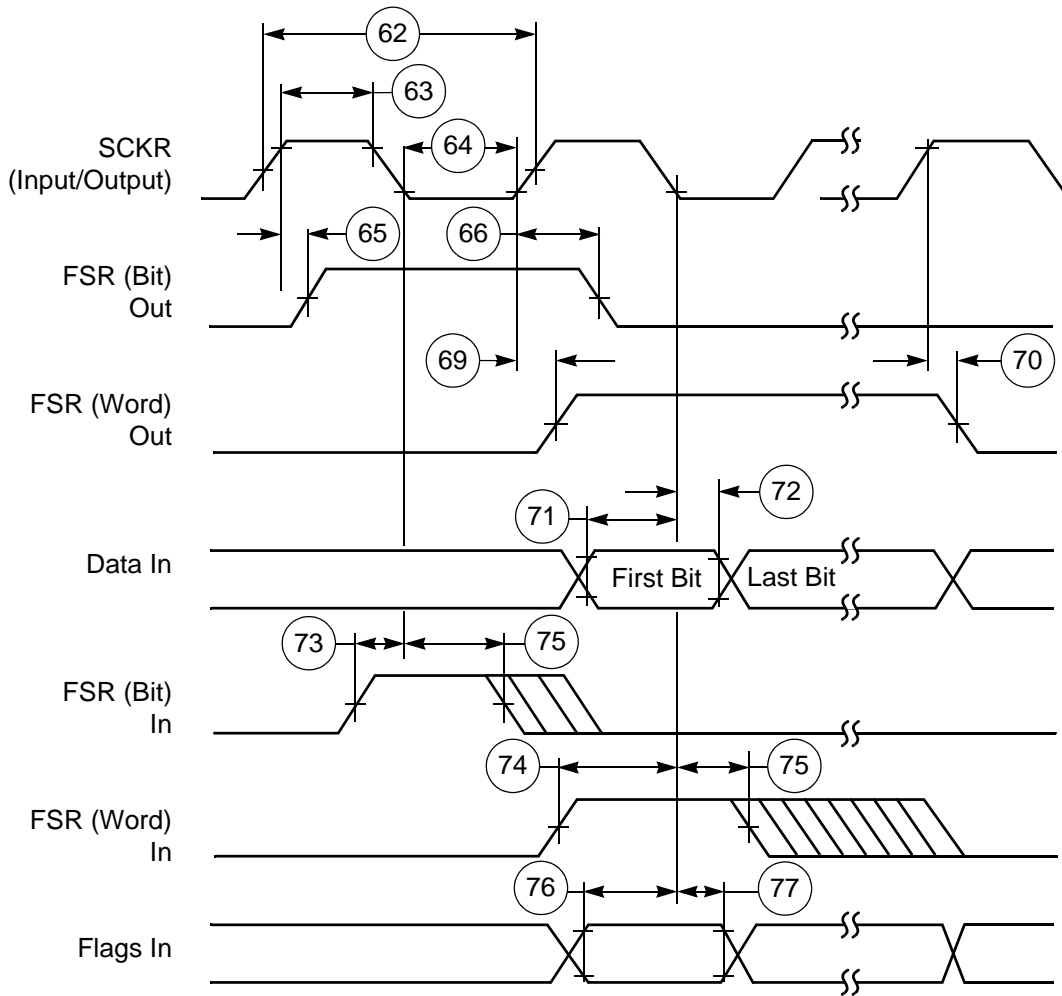 62
63
SCKR
(Input/Output)
64
65
66
FSR (Bit)
Out
69
70
FSR (Word)
Out
71
72
Data In
First Bit
Last Bit
73
75
FSR (Bit)
In
74
75
FSR (Word)
In
76
77
Flags In